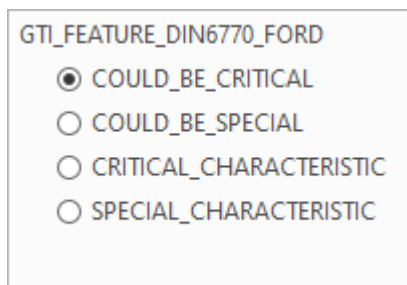 GTI_FEATURE_DIN6770_FORD
COULD_BE_CRITICAL
COULD_BE_SPECIAL
CRITICAL_CHARACTERISTIC
SPECIAL_CHARACTERISTIC